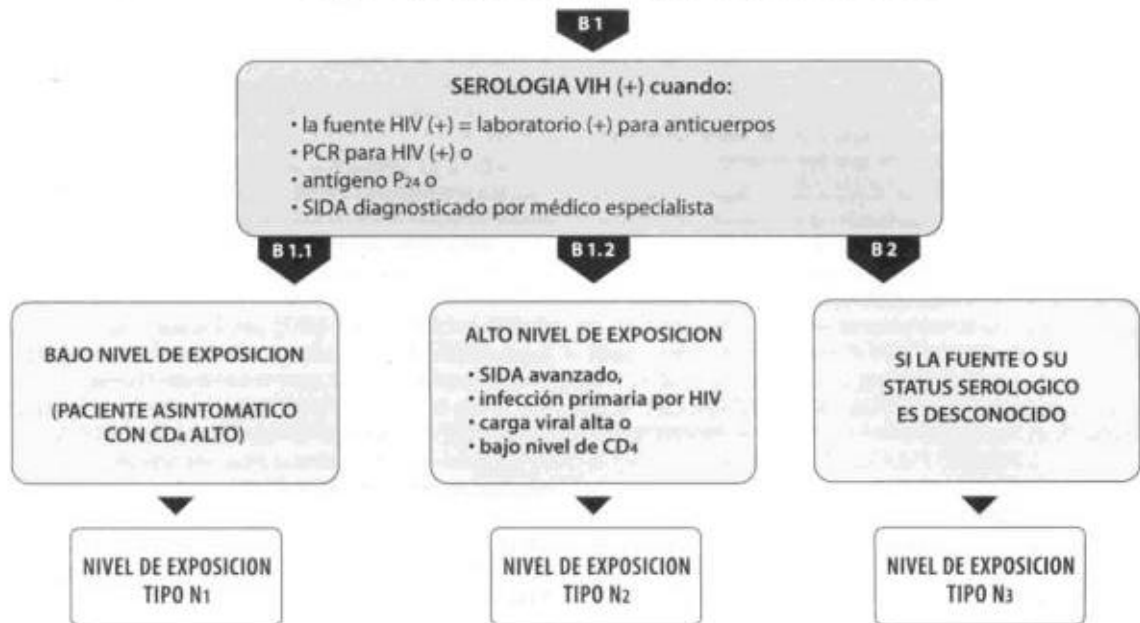 B 1
SEROLOGIA VIH (+) cuando:
• la fuente HIV (+) = laboratorio (+) para anticuerpos
• PCR para HIV (+) o
• antígeno P24 o
• SIDA diagnosticado por médico especialista
B 1.1
B 1.2
B 2
BAJO NIVEL DE EXPOSICION
(PACIENTE ASINTOMATICO
CON CD4 ALTO)
ALTO NIVEL DE EXPOSICION
• SIDA avanzado,
• infección primaria por HIV
• carga viral alta o
• bajo nivel de CD4
SI LA FUENTE O SU
STATUS SEROLOGICO
ES DESCONOCIDO
NIVEL DE EXPOSICION
TIPO N1
NIVEL DE EXPOSICION
TIPO N2
NIVEL DE EXPOSICION
TIPO N3